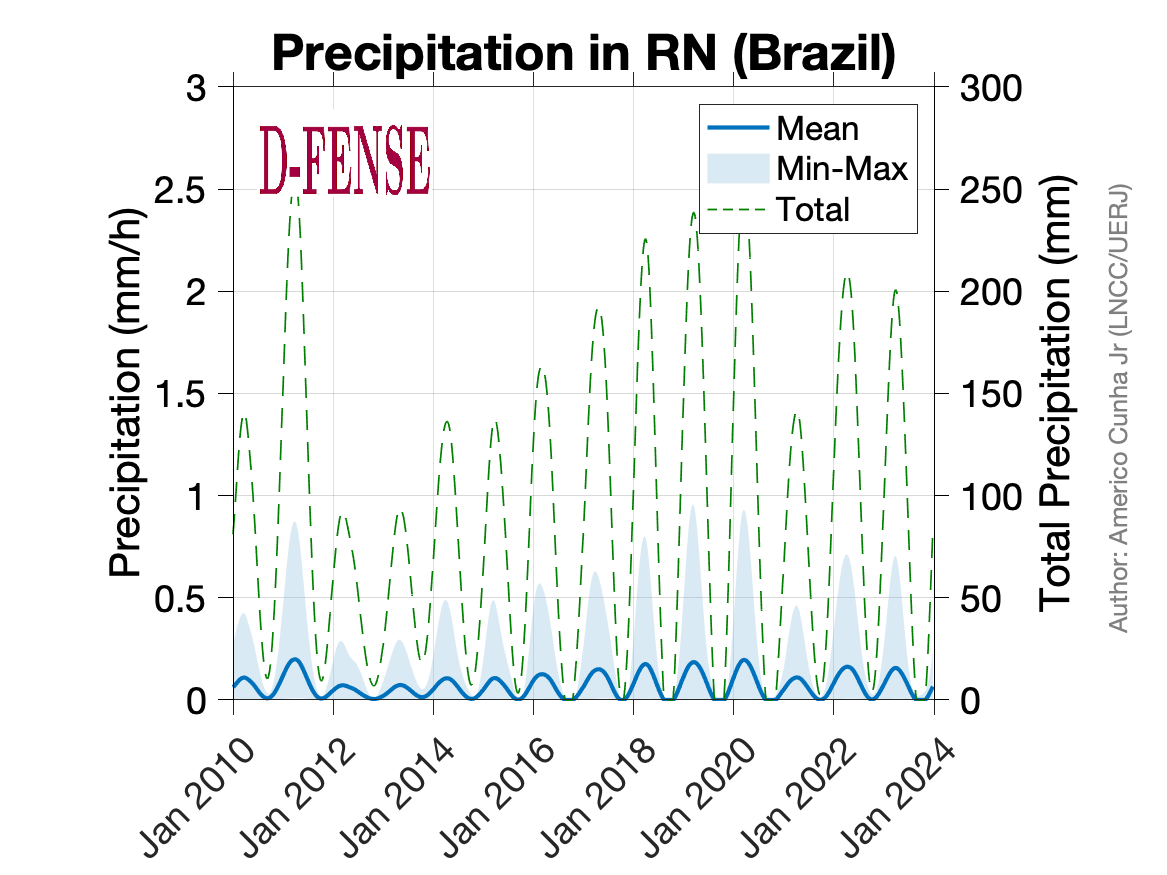 Precipitation in RN (Brazil)
D-FENSE
Mean
Min-Max
Total
Precipitation (mm/h)
3
2.5
2
1.5
1
0.5
0
300
250
200
150
100
50
0
Total Precipitation (mm)
Author: Americo Cunha Jr (LNCC/UERJ)
Jan 2010
Jan 2012
Jan 2014
Jan 2016
Jan 2018
Jan 2020
Jan 2022
Jan 2024